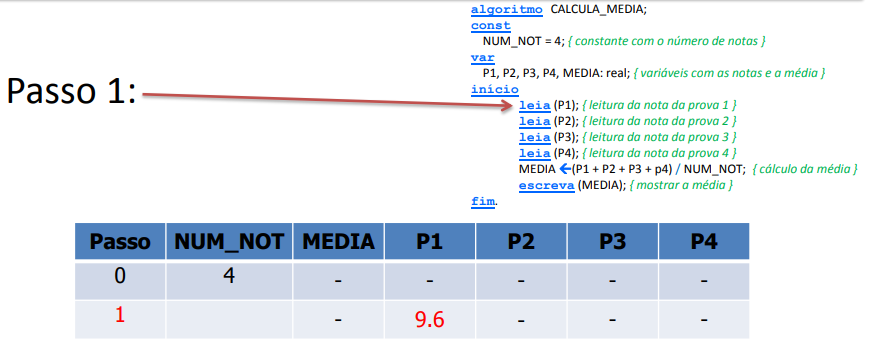 algoritmo CALCULA_MEDIA;
const
NUM_NOT = 4; { constante com o número de notas }
var
P1, P2, P3, P4, MEDIA: real; { variáveis com as notas e a média }
início
Passo 1:
leia (P1); { leitura da nota da prova 1 }
leia (P2); { leitura da nota da prova 2 }
leia (P3); { leitura da nota da prova 3 }
leia (P4); { leitura da nota da prova 4 }
MEDIA 🡰(P1 + P2 + P3 + p4) / NUM_NOT; { cálculo da média }
escreva (MEDIA); { mostrar a média }
fim.
Passo NUM_NOT MEDIA P1 P2 P3 P4
0 4 - - - - -
1 - 9.6 - - -